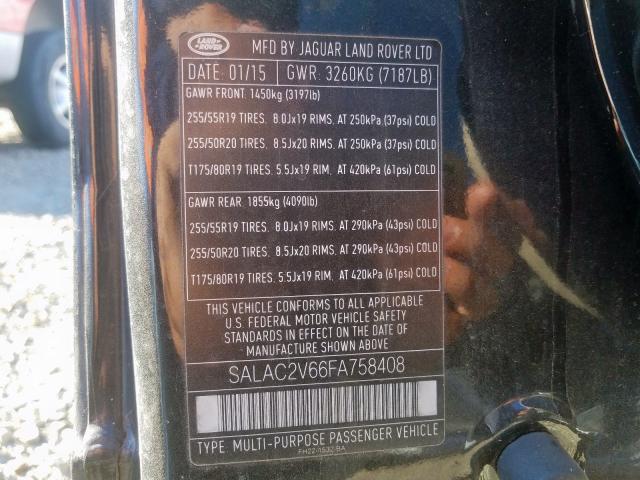 LAND ROVER
MFD BY JAGUAR LAND ROVER LTD
DATE: 01/15 GWR: 3260KG (7187LB)
GAWR FRONT: 1450kg (3197lb)
255/55R19 TIRES. 8.0Jx19 RIMS. AT 250kPa (37psi) COLD
255/50R20 TIRES. 8.5Jx20 RIMS. AT 250kPa (37psi) COLD
T175/80R19 TIRES. 5.5Jx19 RIM. AT 420kPa (61psi) COLD
GAWR REAR: 1855kg (4090lb)
255/55R19 TIRES. 8.0Jx19 RIMS. AT 290kPa (43psi) COLD
255/50R20 TIRES. 8.5Jx20 RIMS. AT 290kPa (43psi) COLD
T175/80R19 TIRES. 5.5Jx19 RIM. AT 420kPa (61psi) COLD
THIS VEHICLE CONFORMS TO ALL APPLICABLE
U.S. FEDERAL MOTOR VEHICLE SAFETY
STANDARDS IN EFFECT ON THE DATE OF
MANUFACTURE SHOWN ABOVE
SALAC2V66FA758408
TYPE: MULTI-PURPOSE PASSENGER VEHICLE
FH22-1532-BA